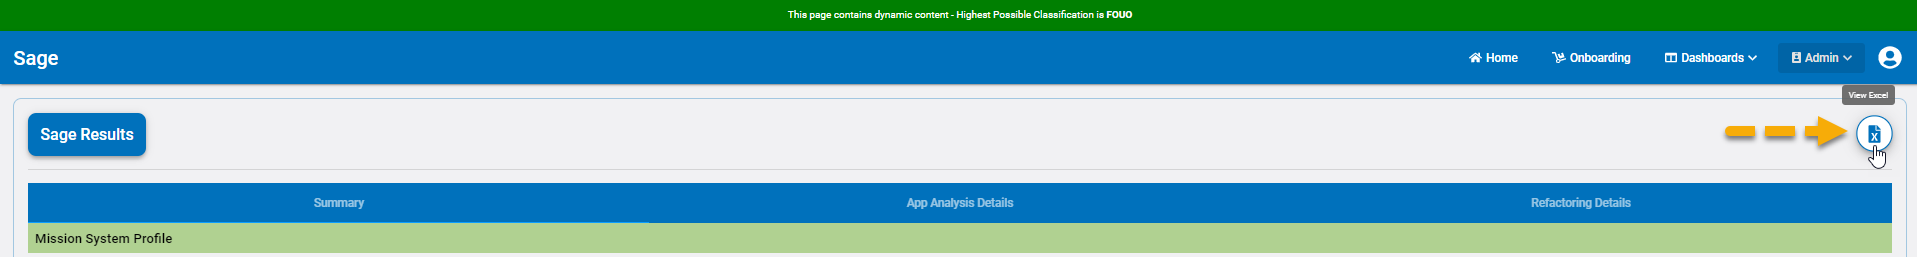 This page contains dynamic content - Highest Possible Classification is FOUO
Sage
Home
Onboarding
Dashboards
Admin
View Excel
Sage Results
Summary
App Analysis Details
Refactoring Details
Mission System Profile